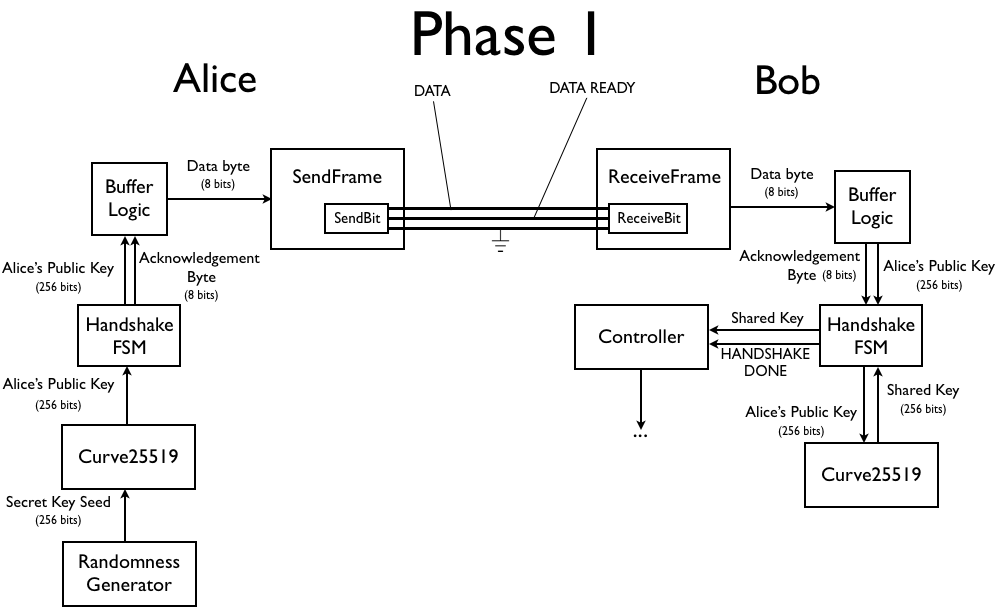 Phase 1
Alice
Bob
DATA
DATA READY
Buffer
Logic
Data byte
(8 bits)
SendFrame
SendBit
ReceiveFrame
ReceiveBit
Data byte
(8 bits)
Buffer
Logic
Alice's Public Key
(256 bits)
Acknowledgement
Byte
(8 bits)
Acknowledgement
Byte (8 bits)
Alice's Public Key
(256 bits)
Handshake
FSM
Controller
Shared Key
HANDSHAKE
DONE
Handshake
FSM
Alice's Public Key
(256 bits)
Alice's Public Key
(256 bits)
Shared Key
(256 bits)
...
Curve25519
Curve25519
Secret Key Seed
(256 bits)
Randomness
Generator